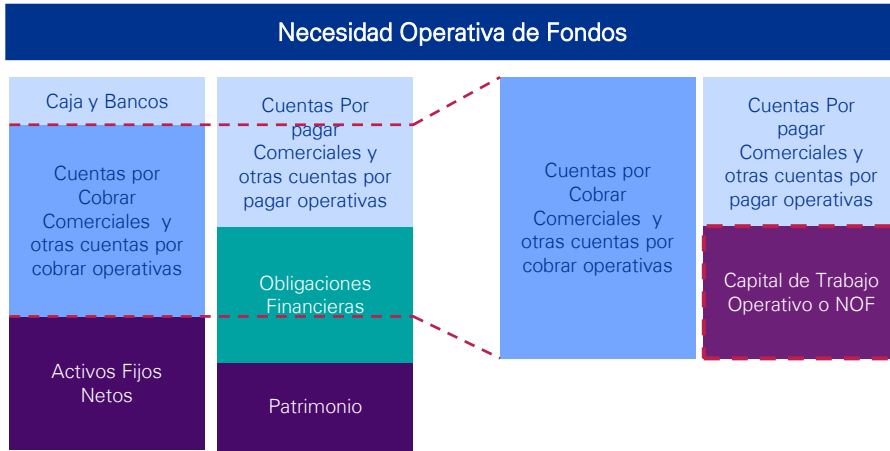 Necesidad Operativa de Fondos
Caja y Bancos
Cuentas por
Cobrar
Comerciales y
otras cuentas por
cobrar operativas
Activos Fijos
Netos
Cuentas Por
pagar
Comerciales y
otras cuentas por
pagar operativas
Obligaciones
Financieras
Patrimonio
Cuentas por
Cobrar
Comerciales y
otras cuentas por
cobrar operativas
Cuentas Por
pagar
Comerciales y
otras cuentas por
pagar operativas
Capital de Trabajo
Operativo o NOF